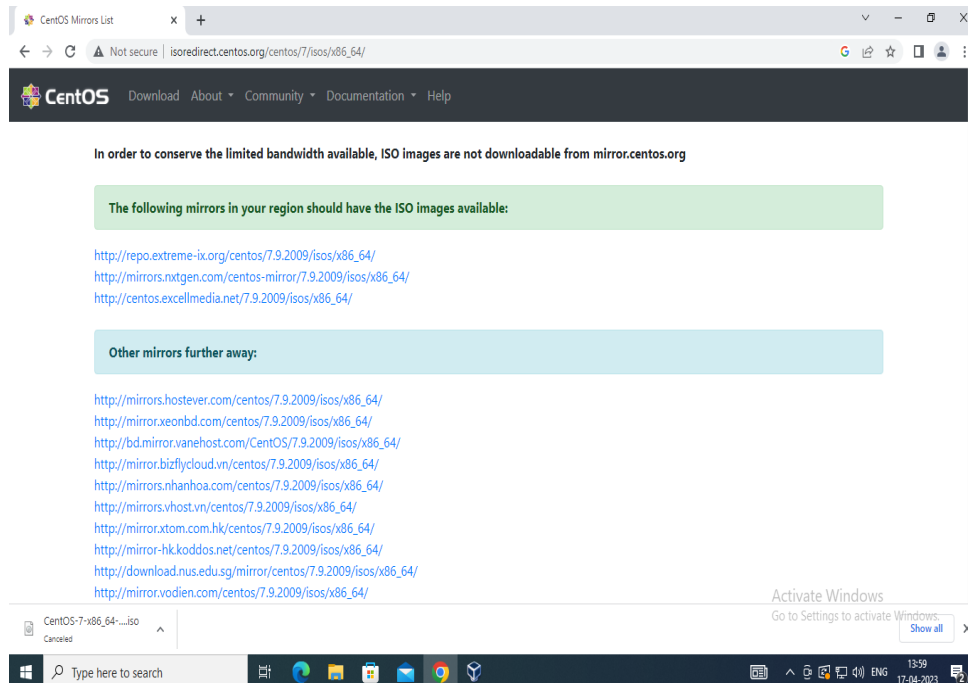 CentOS Mirrors List
Not secure | isoredirect.centos.org/centos/7/isos/x86_64/
CentOS Download About Community Documentation Help
In order to conserve the limited bandwidth available, ISO images are not downloadable from mirror.centos.org
The following mirrors in your region should have the ISO images available:
http://repo.extreme-ix.org/centos/7.9.2009/isos/x86_64/
http://mirrors.nxtgen.com/centos-mirror/7.9.2009/isos/x86_64/
http://centos.excellmedia.net/7.9.2009/isos/x86_64/
Other mirrors further away:
http://mirrors.hostever.com/centos/7.9.2009/isos/x86_64/
http://mirror.xeonbd.com/centos/7.9.2009/isos/x86_64/
http://bd.mirror.vanehost.com/CentOS/7.9.2009/isos/x86_64/
http://mirror.bizflycloud.vn/centos/7.9.2009/isos/x86_64/
http://mirrors.nhanhoa.com/centos/7.9.2009/isos/x86_64/
http://mirrors.vhost.vn/centos/7.9.2009/isos/x86_64/
http://mirror.xtom.com.hk/centos/7.9.2009/isos/x86_64/
http://mirror-hk.koddos.net/centos/7.9.2009/isos/x86_64/
http://download.nus.edu.sg/mirror/centos/7.9.2009/isos/x86_64/
http://mirror.vodien.com/centos/7.9.2009/isos/x86_64/
Activate Windows
Go to Settings to activate Windows.
CentOS-7-x86_64-....iso
Canceled
Show all
Type here to search
ENG
13:59
17-04-2023
2